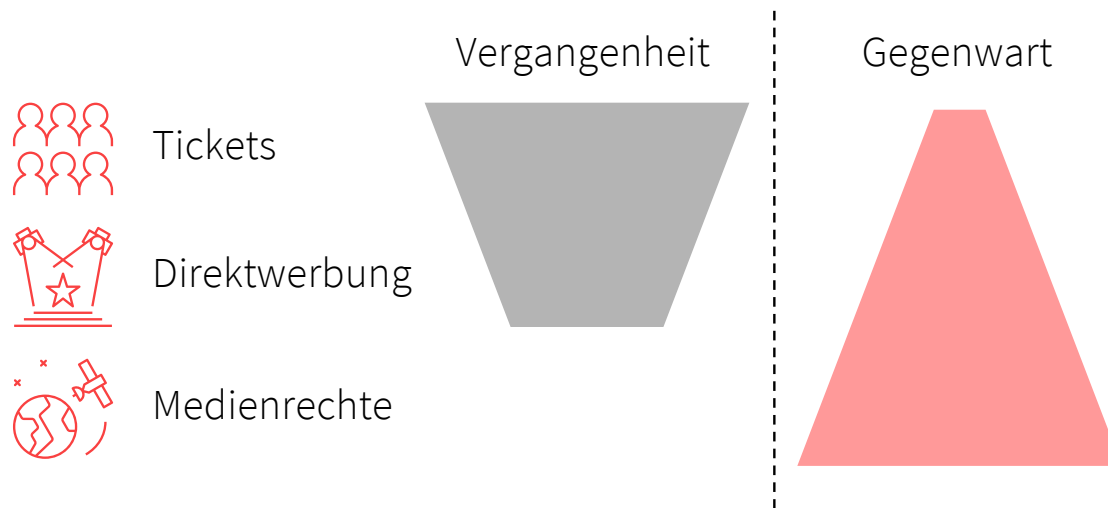 Vergangenheit
Gegenwart
Tickets
Direktwerbung
Medienrechte